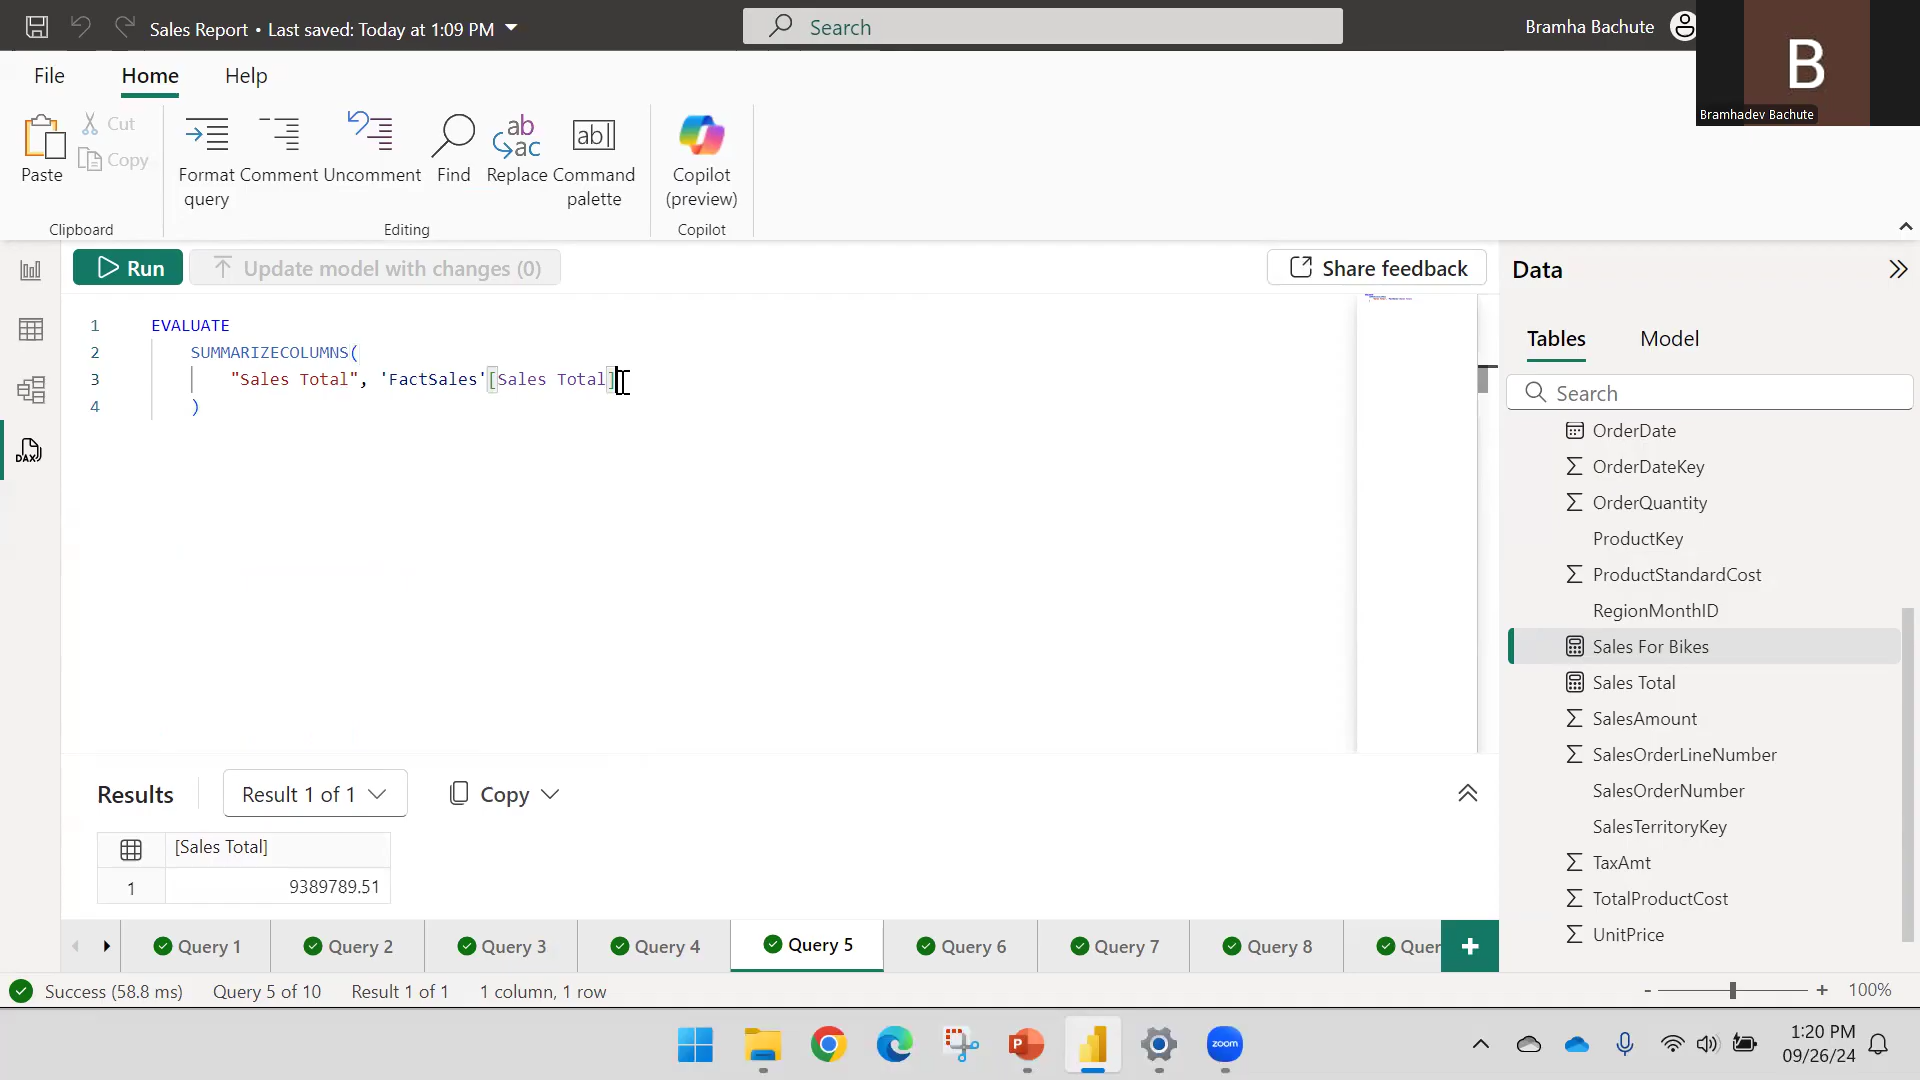 Sales Report • Last saved: Today at 1:09 PM
Search
Bramha Bachute
B
Bramhadev Bachute
File
Home
Help
Paste
Cut
Copy
Clipboard
Format query
Comment
Uncomment
Find
Replace
Command palette
Editing
Copilot (preview)
Copilot
Run
Update model with changes (0)
Share feedback
1 EVALUATE
2 SUMMARIZECOLUMNS(
3 "Sales Total", 'FactSales'[Sales Total]
4 )
DAX
Data
Tables
Model
Search
OrderDate
OrderDateKey
OrderQuantity
ProductKey
ProductStandardCost
RegionMonthID
Sales For Bikes
Sales Total
SalesAmount
SalesOrderLineNumber
SalesOrderNumber
SalesTerritoryKey
TaxAmt
TotalProductCost
UnitPrice
Results
Result 1 of 1
Copy
[Sales Total]
1 9389789.51
Query 1
Query 2
Query 3
Query 4
Query 5
Query 6
Query 7
Query 8
Quer
Success (58.8 ms)
Query 5 of 10
Result 1 of 1
1 column, 1 row
- + 100%
zoom
1:20 PM
09/26/24